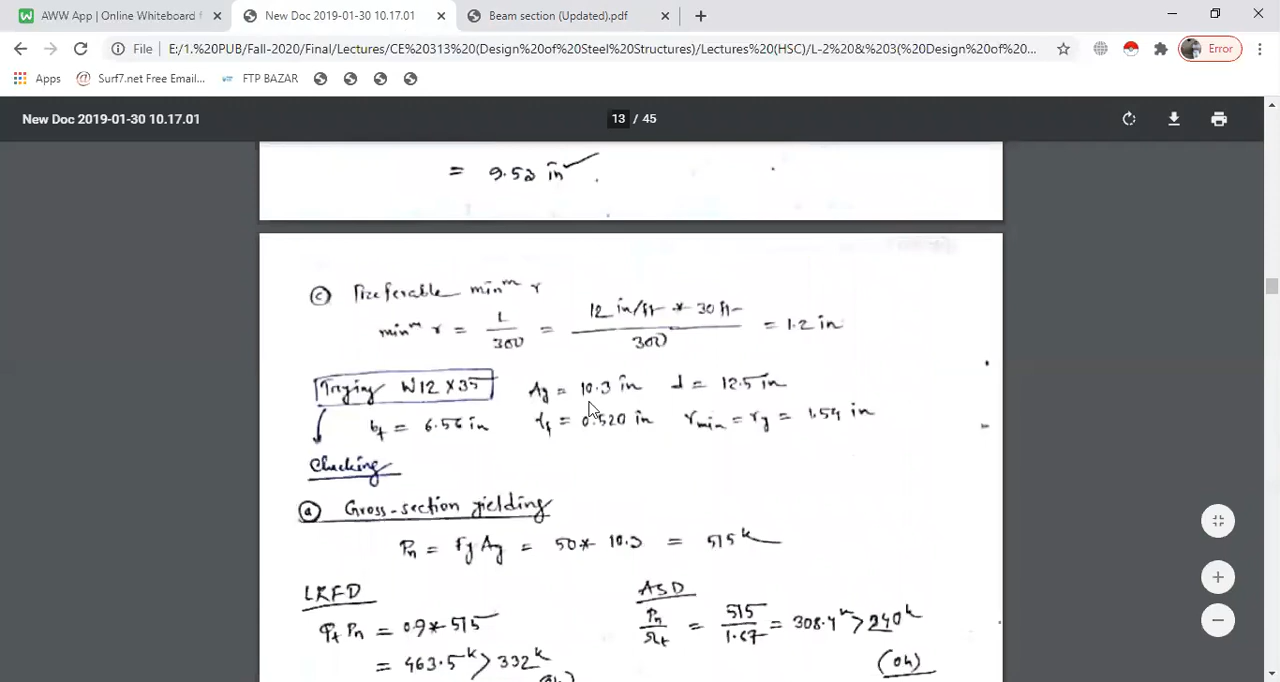 AWW App | Online Whiteboard f
New Doc 2019-01-30 10.17.01
Beam section (Updated).pdf
File | E:/1.%20PUB/Fall-2020/Final/Lectures/CE%20313%20(Design%20of%20Steel%20Structures)/Lectures%20(HSC)/L-2%20&%203(%20Design%20of%20...
Error
Apps Surf7.net Free Email... FTP BAZAR
New Doc 2019-01-30 10.17.01 13 / 45
= 9.52 in
(c) Preferable minᵐ r
minᵐ r = L/300 = 12 in/ft * 30 ft/300 = 1.2 in
Trying W12 X 35 Ag = 10.3 in d = 12.5 in
bf = 6.56 in tf = 0.520 in rmin = ry = 1.54 in
Checking
(a) Gross-section yielding
Pn = Fy Ag = 50 * 10.3 = 515 k
LRFD ASD
Φt Pn = 0.9 * 515 Pn/Ωt = 515/1.67 = 308.4 k > 240 k
= 463.5 k > 332 k (Ok)